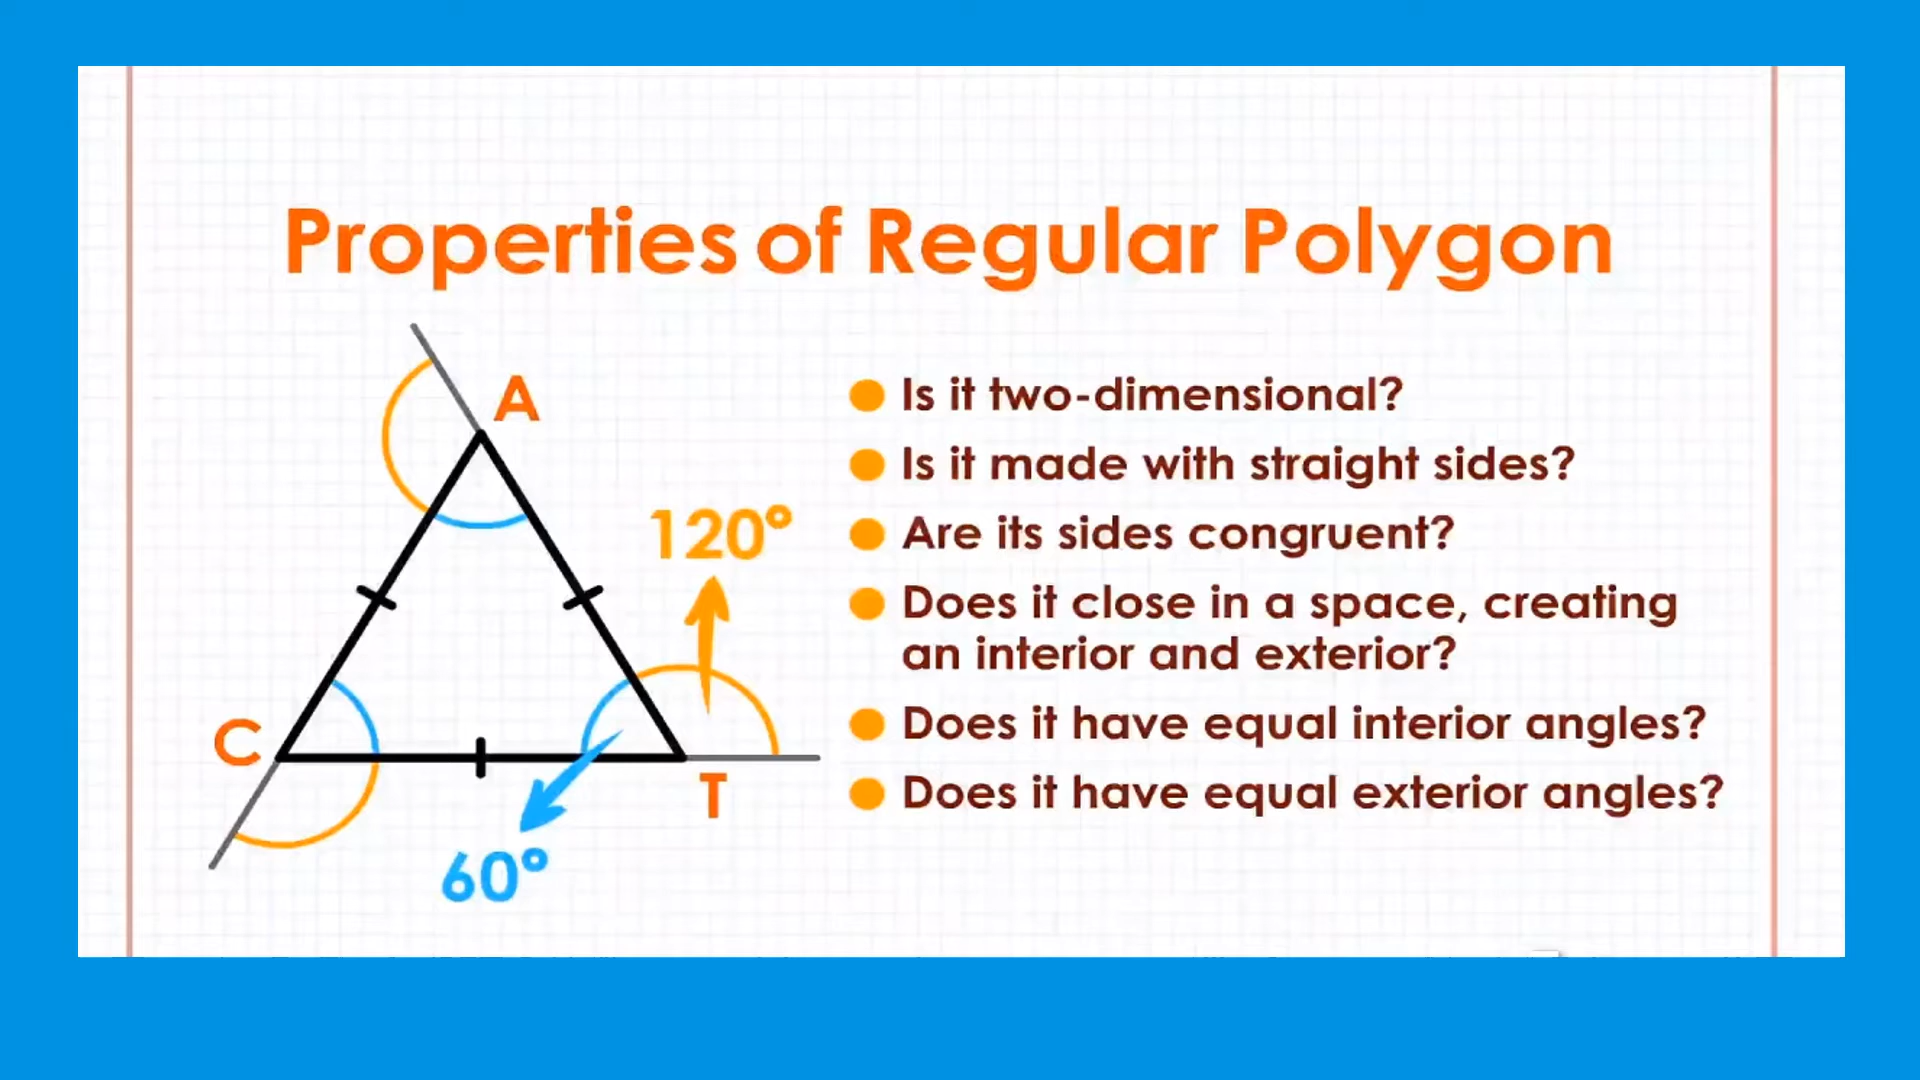 Properties of Regular Polygon
A
120°
C
T
60°
Is it two-dimensional?
Is it made with straight sides?
Are its sides congruent?
Does it close in a space, creating
an interior and exterior?
Does it have equal interior angles?
Does it have equal exterior angles?